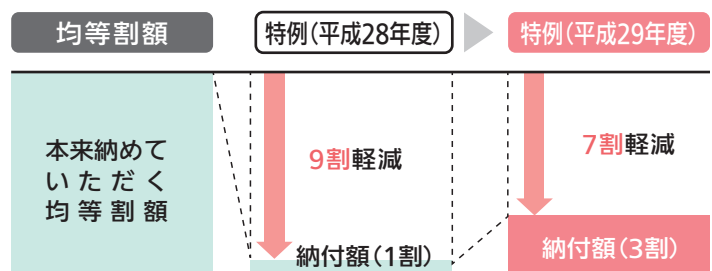 均等割額
特例(平成28年度)
特例(平成29年度)
本来納めて
いただく
均等割額
9割軽減
納付額(1割)
7割軽減
納付額(3割)